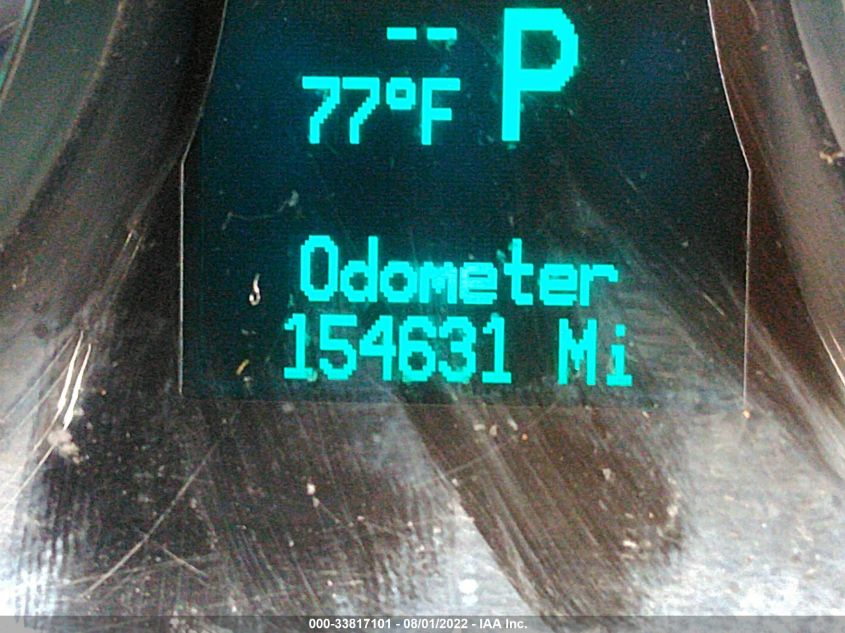 --
77°F P
Odometer
154631 Mi
000-33817101 - 08/01/2022 - IAA Inc.